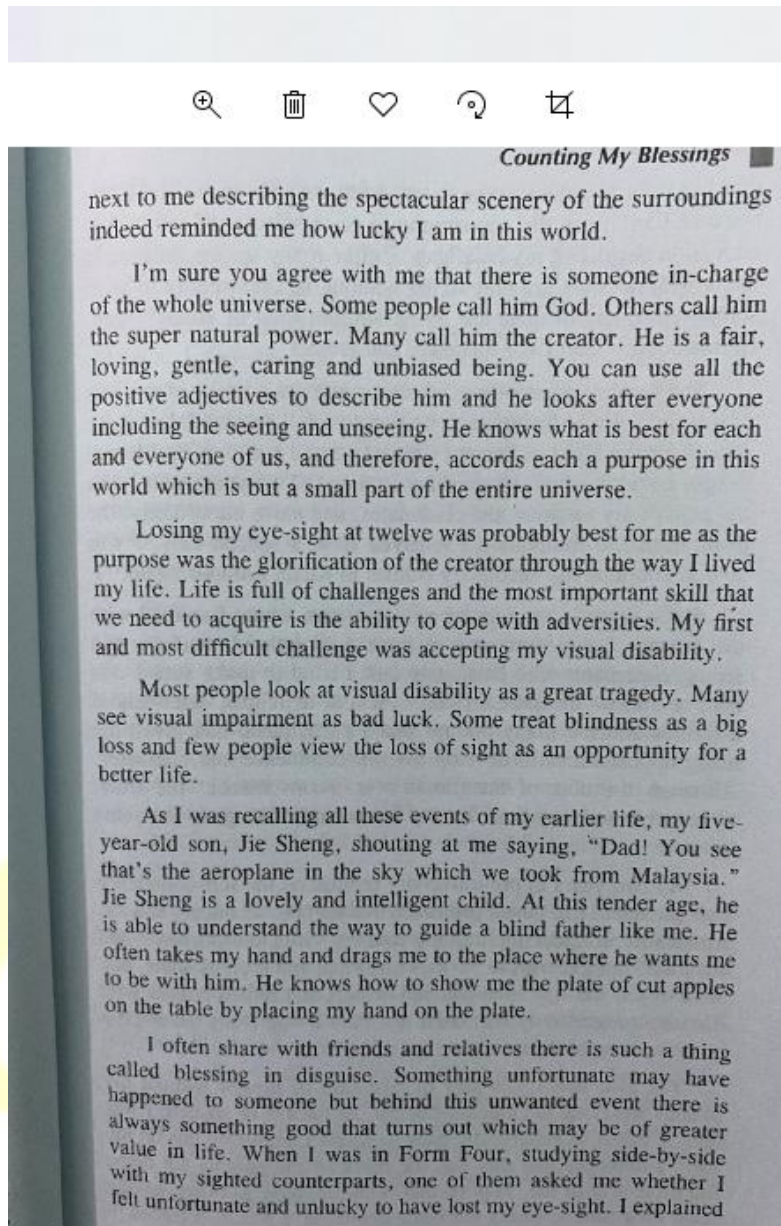 Counting My Blessings
next to me describing the spectacular scenery of the surroundings
indeed reminded me how lucky I am in this world.
I'm sure you agree with me that there is someone in-charge
of the whole universe. Some people call him God. Others call him
the super natural power. Many call him the creator. He is a fair,
loving, gentle, caring and unbiased being. You can use all the
positive adjectives to describe him and he looks after everyone
including the seeing and unseeing. He knows what is best for each
and everyone of us, and therefore, accords each a purpose in this
world which is but a small part of the entire universe.
Losing my eye-sight at twelve was probably best for me as the
purpose was the glorification of the creator through the way I lived
my life. Life is full of challenges and the most important skill that
we need to acquire is the ability to cope with adversities. My first
and most difficult challenge was accepting my visual disability.
Most people look at visual disability as a great tragedy. Many
see visual impairment as bad luck. Some treat blindness as a big
loss and few people view the loss of sight as an opportunity for a
better life.
As I was recalling all these events of my earlier life, my five-
year-old son, Jie Sheng, shouting at me saying, “Dad! You see
that's the aeroplane in the sky which we took from Malaysia.”
Jie Sheng is a lovely and intelligent child. At this tender age, he
is able to understand the way to guide a blind father like me. He
often takes my hand and drags me to the place where he wants me
to be with him. He knows how to show me the plate of cut apples
on the table by placing my hand on the plate.
I often share with friends and relatives there is such a thing
called blessing in disguise. Something unfortunate may have
happened to someone but behind this unwanted event there is
always something good that turns out which may be of greater
value in life. When I was in Form Four, studying side-by-side
with my sighted counterparts, one of them asked me whether I
felt unfortunate and unlucky to have lost my eye-sight. I explained